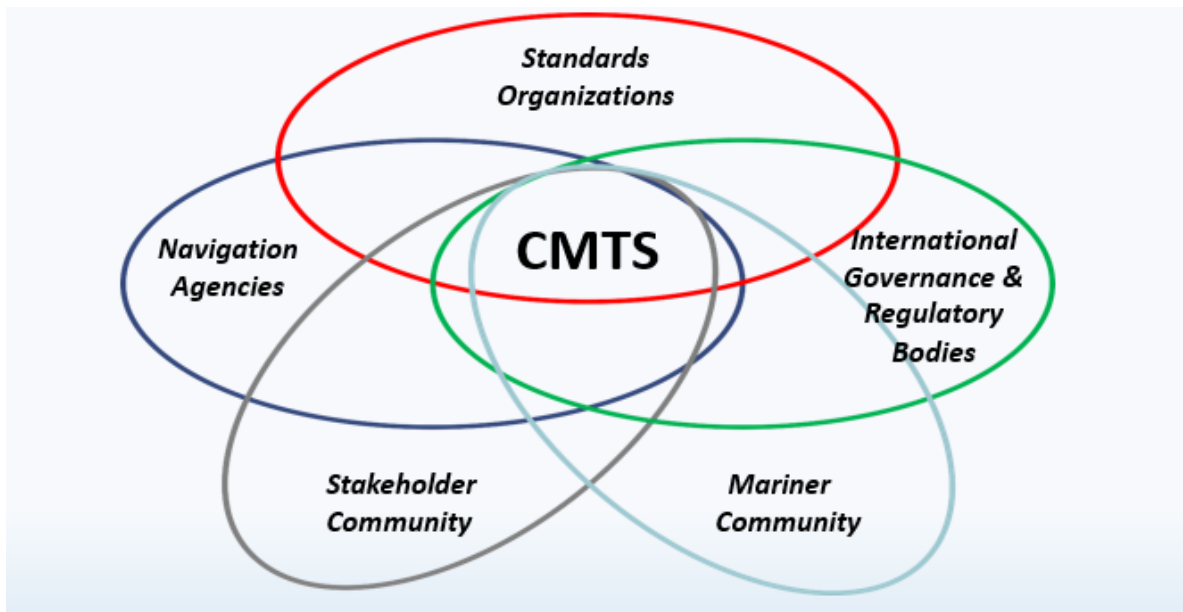 Standards
Organizations
CMTS
Navigation
Agencies
International
Governance &
Regulatory
Bodies
Stakeholder
Community
Mariner
Community